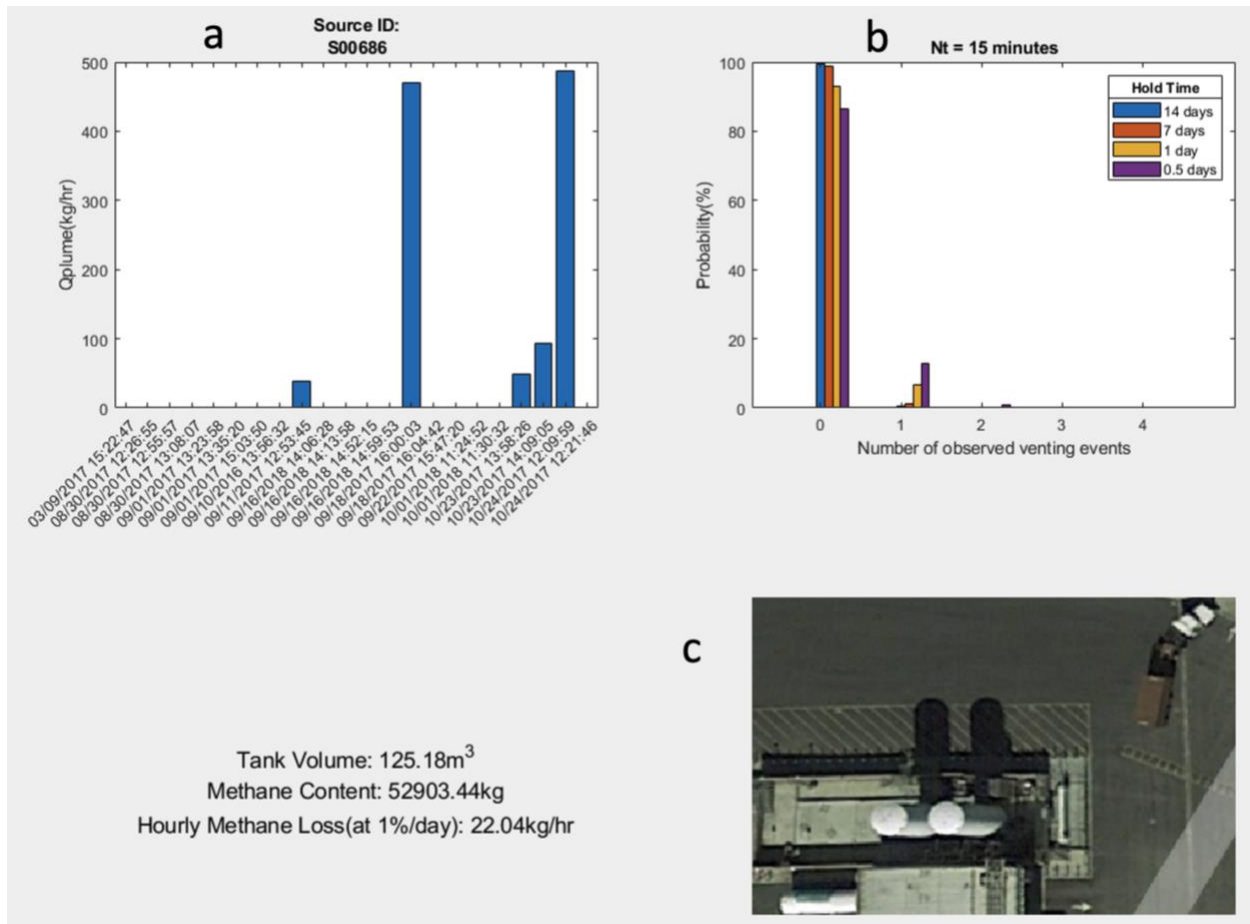 a
Source ID:
S00686
500
400
300
200
100
0
Qplume(kg/hr)
03/09/2017 15:22:47
08/30/2017 12:26:55
08/30/2017 12:55:57
08/30/2017 13:08:07
09/01/2017 13:23:58
09/01/2017 13:35:20
09/01/2017 15:03:50
09/10/2016 13:56:32
09/11/2017 12:53:45
09/16/2018 14:06:28
09/16/2018 14:13:58
09/16/2018 14:52:15
09/16/2018 14:59:53
09/18/2017 16:00:03
09/18/2017 16:04:42
09/22/2017 15:47:20
10/01/2018 11:24:52
10/01/2018 11:30:32
10/23/2017 13:58:26
10/23/2017 14:09:05
10/24/2017 12:09:59
10/24/2017 12:21:46
b
Nt = 15 minutes
100
80
60
40
20
0
Probability(%)
Hold Time
14 days
7 days
1 day
0.5 days
0 1 2 3 4
Number of observed venting events
c
Tank Volume: 125.18m³
Methane Content: 52903.44kg
Hourly Methane Loss(at 1%/day): 22.04kg/hr